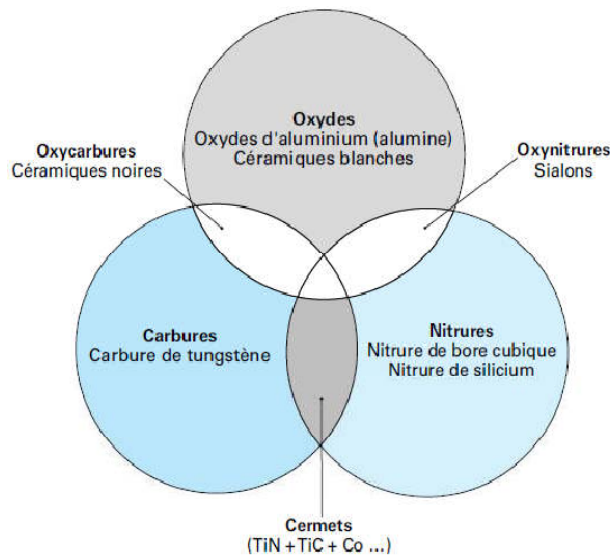 Oxydes
Oxydes d'aluminium (alumine)
Céramiques blanches
Oxycarbures
Céramiques noires
Oxynitrures
Sialons
Carbures
Carbure de tungstène
Nitrures
Nitrure de bore cubique
Nitrure de silicium
Cermets
(TiN + TiC + Co ...)